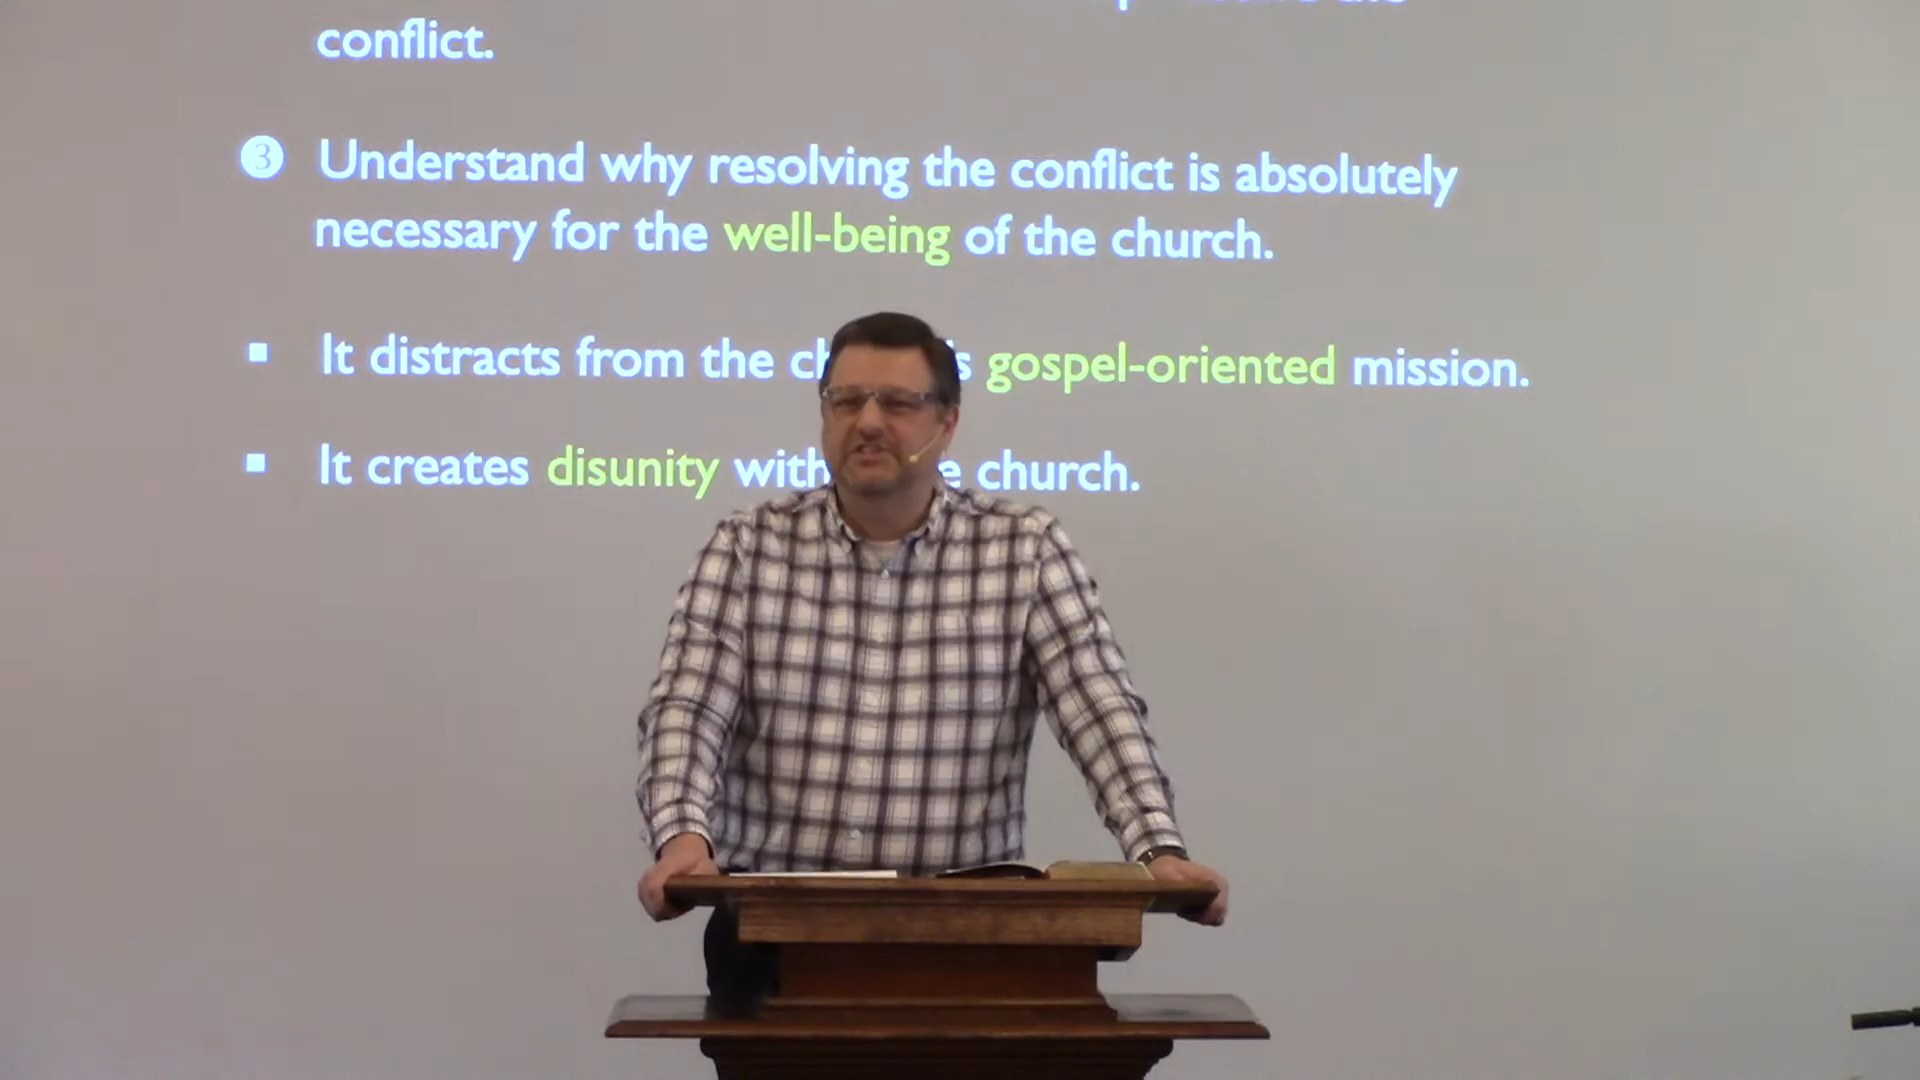 conflict.
❸ Understand why resolving the conflict is absolutely
necessary for the well-being of the church.
▪ It distracts from the gospel-oriented mission.
▪ It creates disunity church.